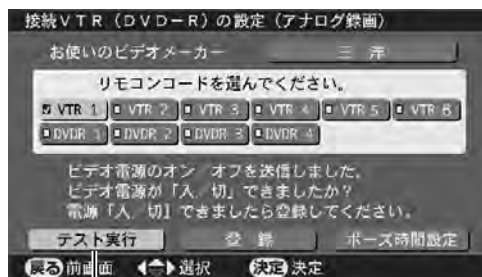 接続VTR(DVD-R)の設定(アナログ録画)
お使いのビデオメーカー 三洋
リモコンコードを選んでください。
VTR 1 VTR 2 VTR 3 VTR 4 VTR 5 VTR 6
DVDR 1 DVDR 2 DVDR 3 DVDR 4
ビデオ電源のオン/オフを送信しました。
ビデオ電源が「入/切」できましたか?
電源「入/切」できましたら登録してください。
テスト実行 登録 ポーズ時間設定
戻る 前画面 選択 決定 決定